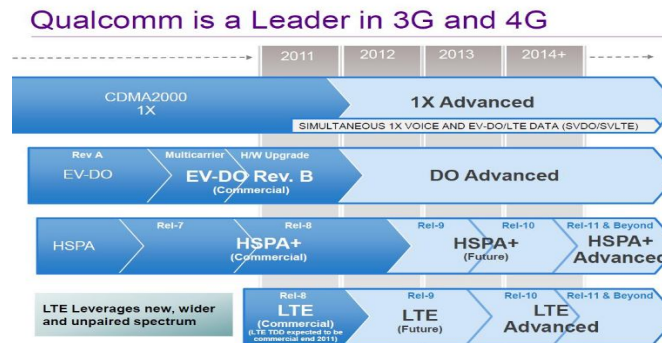 Qualcomm is a Leader in 3G and 4G
2011 2012 2013 2014+
CDMA2000
1X
1X Advanced
SIMULTANEOUS 1X VOICE AND EV-DO/LTE DATA (SVDO/SVLTE)
Rev A Multicarrier H/W Upgrade
EV-DO EV-DO Rev. B DO Advanced
(Commercial)
Rel-7 Rel-8 Rel-9 Rel-10 Rel-11 & Beyond
HSPA HSPA+ HSPA+ HSPA+
(Commercial) (Future) Advanced
LTE Leverages new, wider
and unpaired spectrum
Rel-8 Rel-9 Rel-10 Rel-11 & Beyond
LTE LTE LTE
(Commercial) (Future) Advanced
(LTE TDD expected to be
commercial end 2011)